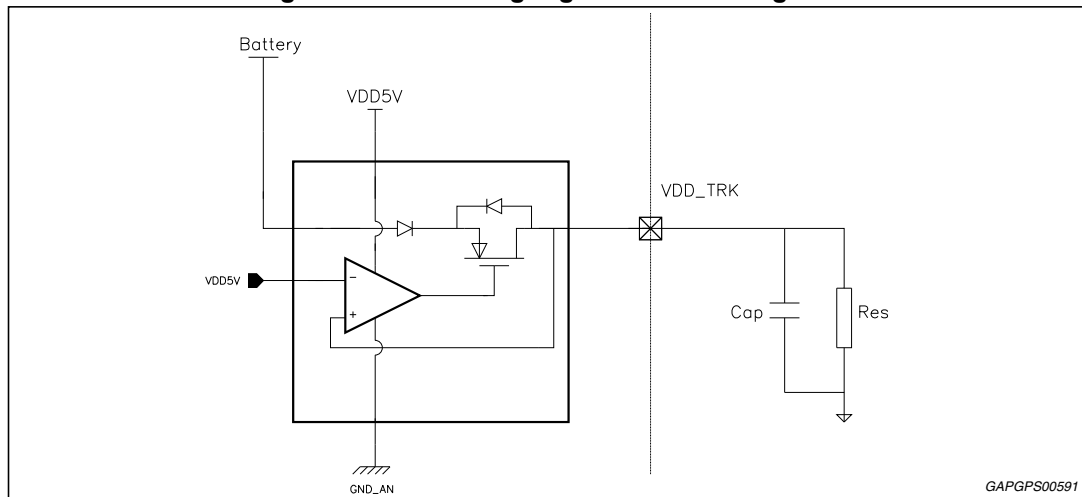 Battery
VDD5V
VDD_TRK
VDD5V
−
+
Cap
Res
GND_AN
GAPGPS00591